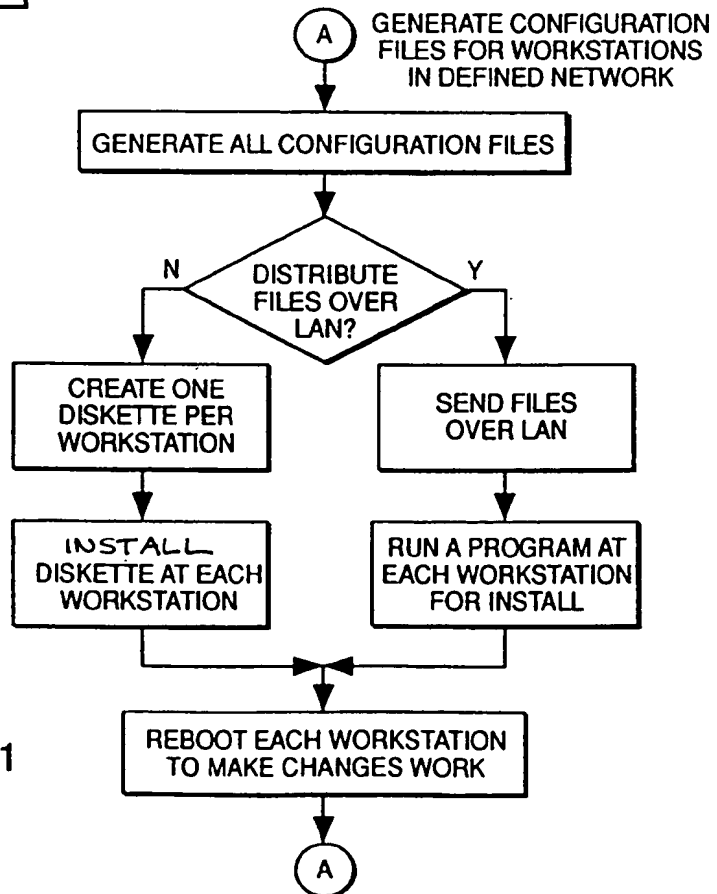 A
GENERATE CONFIGURATION
FILES FOR WORKSTATIONS
IN DEFINED NETWORK
GENERATE ALL CONFIGURATION FILES
N
DISTRIBUTE
FILES OVER
LAN?
Y
CREATE ONE
DISKETTE PER
WORKSTATION
SEND FILES
OVER LAN
INSTALL
DISKETTE AT EACH
WORKSTATION
RUN A PROGRAM AT
EACH WORKSTATION
FOR INSTALL
1
REBOOT EACH WORKSTATION
TO MAKE CHANGES WORK
A